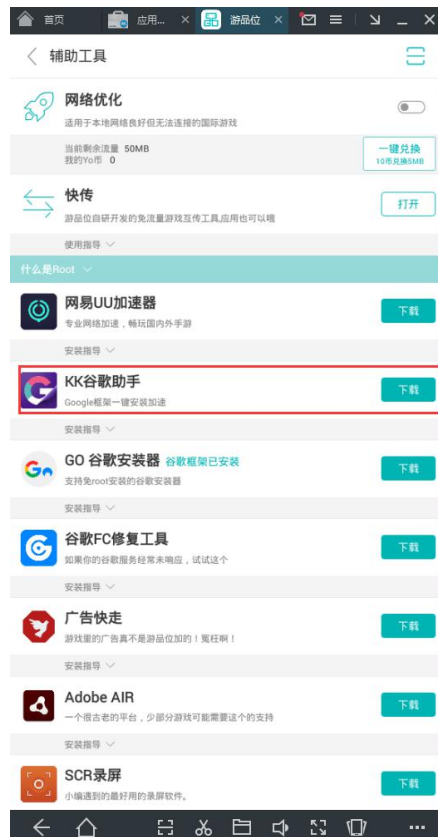 首页 应用... × 游品位 ×
辅助工具
网络优化
适用于本地网络良好但无法连接的国际游戏
当前剩余流量 50MB
我的Yo币 0
一键兑换
10币兑换5MB
快传
游品位自研开发的免流量游戏互传工具,应用也可以哦
打开
使用指导
什么是Root
网易UU加速器
专业网络加速，畅玩国内外手游
下载
安装指导
KK谷歌助手
Google框架一键安装加速
下载
安装指导
GO 谷歌安装器 谷歌框架已安装
支持免root安装的谷歌安装器
下载
安装指导
谷歌FC修复工具
如果你的谷歌服务经常未响应，试试这个
下载
安装指导
广告快走
游戏里的广告真不是游品位加的！冤枉啊！
下载
安装指导
Adobe AIR
一个很古老的平台，少部分游戏可能需要这个的支持
下载
安装指导
SCR录屏
小编遇到的最好用的录屏软件。
下载